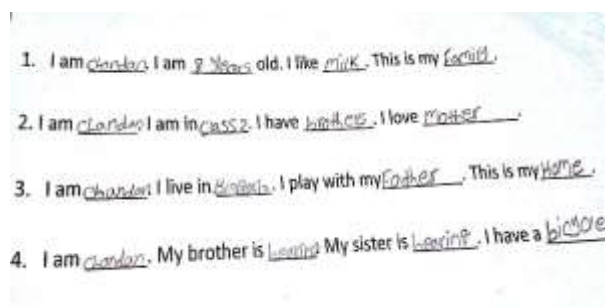 1. I am chandan I am 8 Years old. I like Milk. This is my family.
2. I am chandan I am in class 2. I have brothers. I love Mother.
3. I am chandan I live in. I play with my Father. This is my Home.
4. I am chandan. My brother is My sister is. I have a bicycle